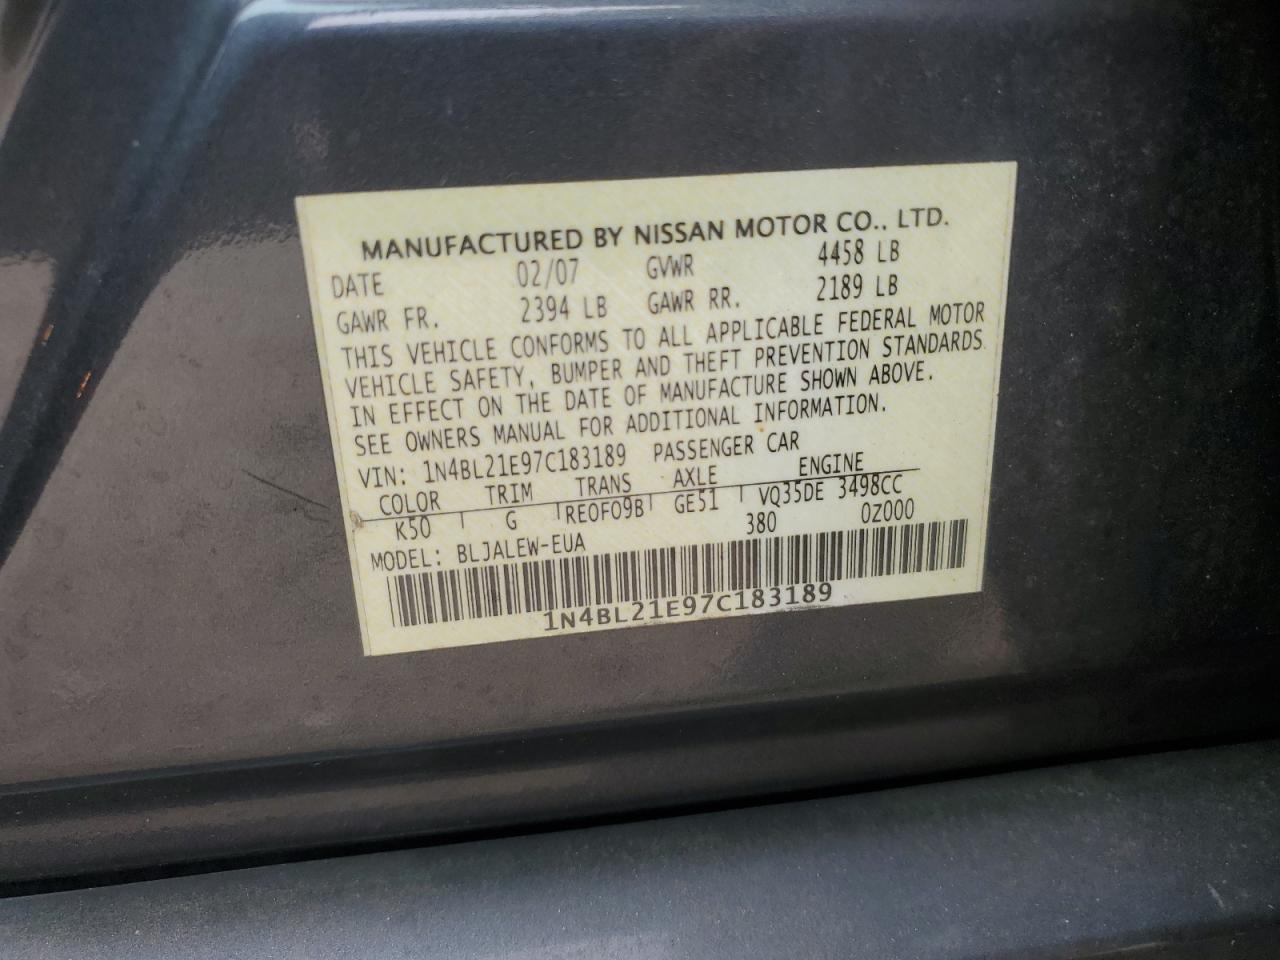 MANUFACTURED BY NISSAN MOTOR CO., LTD.
DATE 02/07 GVWR 4458 LB
GAWR FR. 2394 LB GAWR RR. 2189 LB
THIS VEHICLE CONFORMS TO ALL APPLICABLE FEDERAL MOTOR
VEHICLE SAFETY, BUMPER AND THEFT PREVENTION STANDARDS
IN EFFECT ON THE DATE OF MANUFACTURE SHOWN ABOVE.
SEE OWNERS MANUAL FOR ADDITIONAL INFORMATION.
VIN: 1N4BL21E97C183189 PASSENGER CAR
COLOR TRIM TRANS AXLE ENGINE
K50 G REOFO9B GE51 VQ35DE 3498CC
380 0Z000
MODEL: BLJALEW-EUA
1N4BL21E97C183189